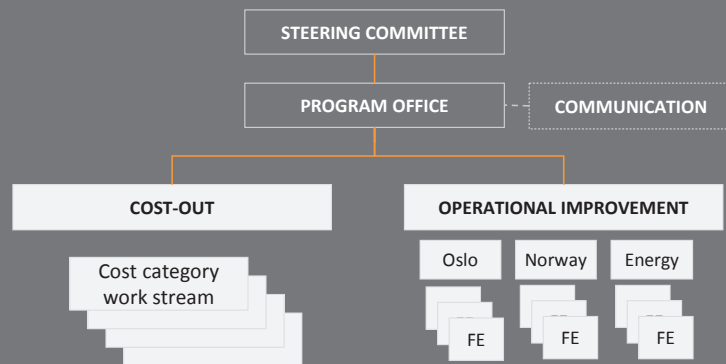 STEERING COMMITTEE
PROGRAM OFFICE
COMMUNICATION
COST-OUT
OPERATIONAL IMPROVEMENT
Cost category
work stream
Oslo
Norway
Energy
FE
FE
FE